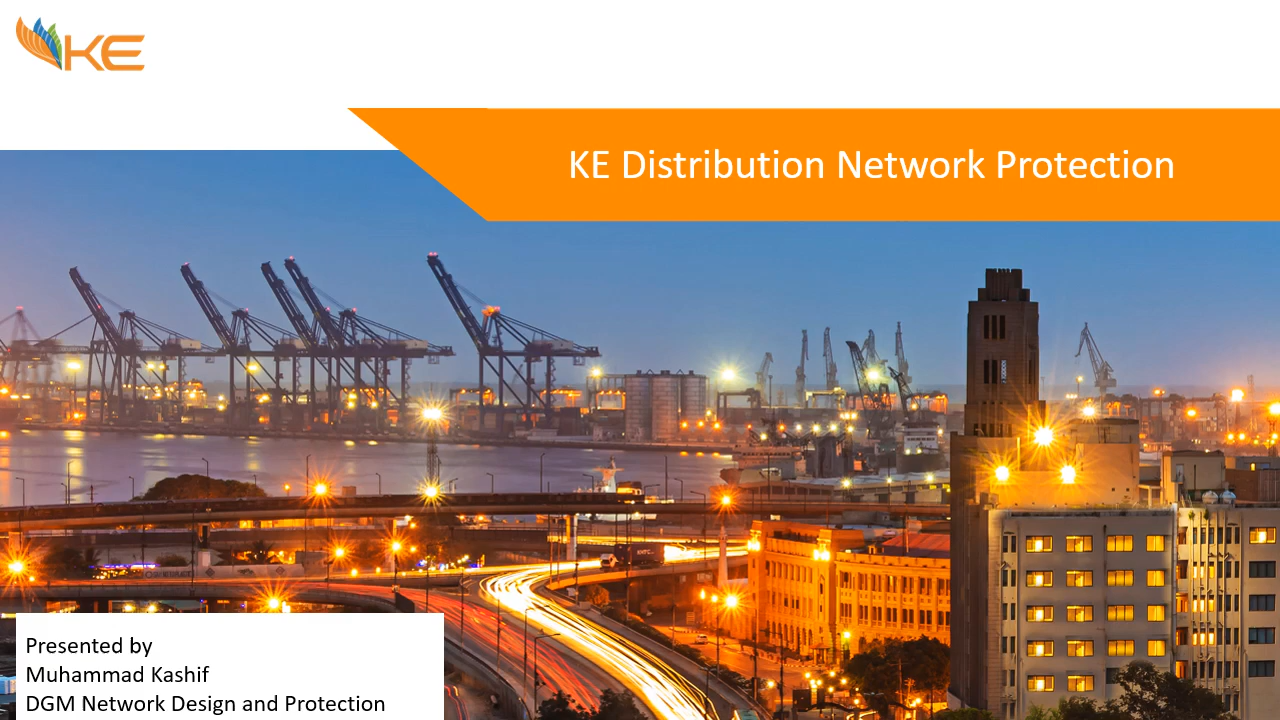 KE
KE Distribution Network Protection
Presented by
Muhammad Kashif
DGM Network Design and Protection